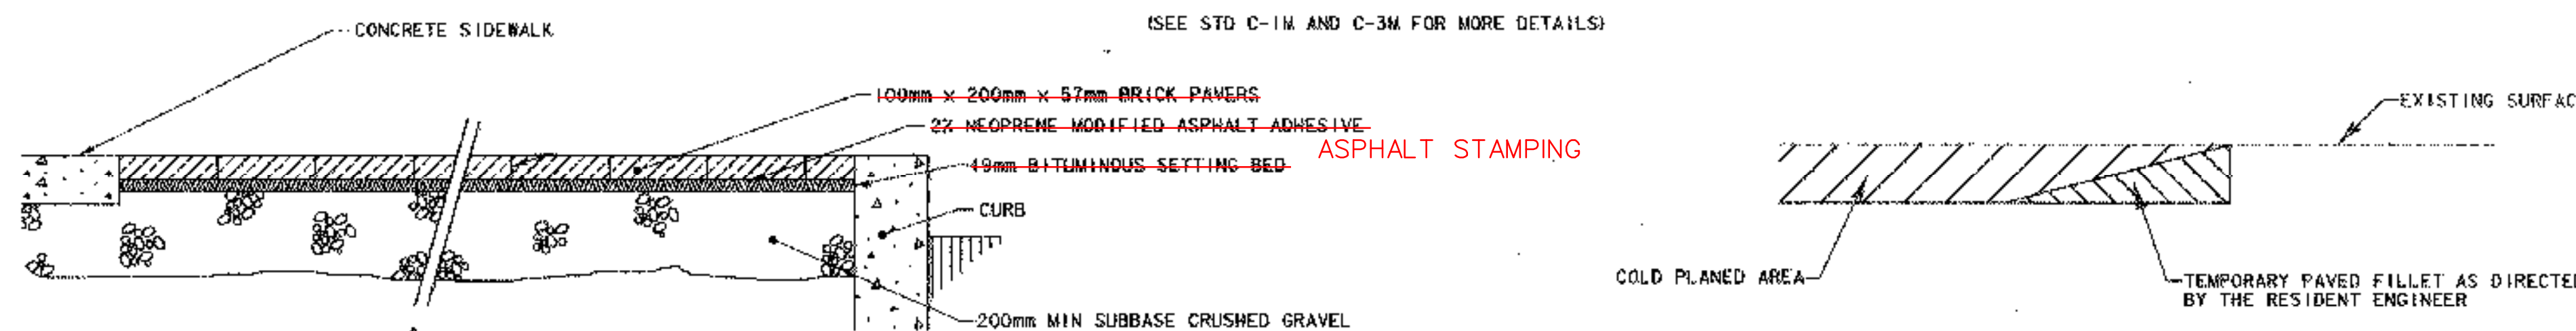 CONCRETE SIDEWALK
(SEE STD C-1M AND C-3M FOR MORE DETAILS)
100mm x 200mm x 57mm BRICK PAVERS
2% NEOPRENE MODIFIED ASPHALT ADHESIVE
ASPHALT STAMPING
19mm BITUMINOUS SETTING BED
CURB
200mm MIN SUBBASE CRUSHED GRAVEL
EXISTING SURFAC
COLD PLANED AREA
TEMPORARY PAVED FILLET AS DIRECTED
BY THE RESIDENT ENGINEER